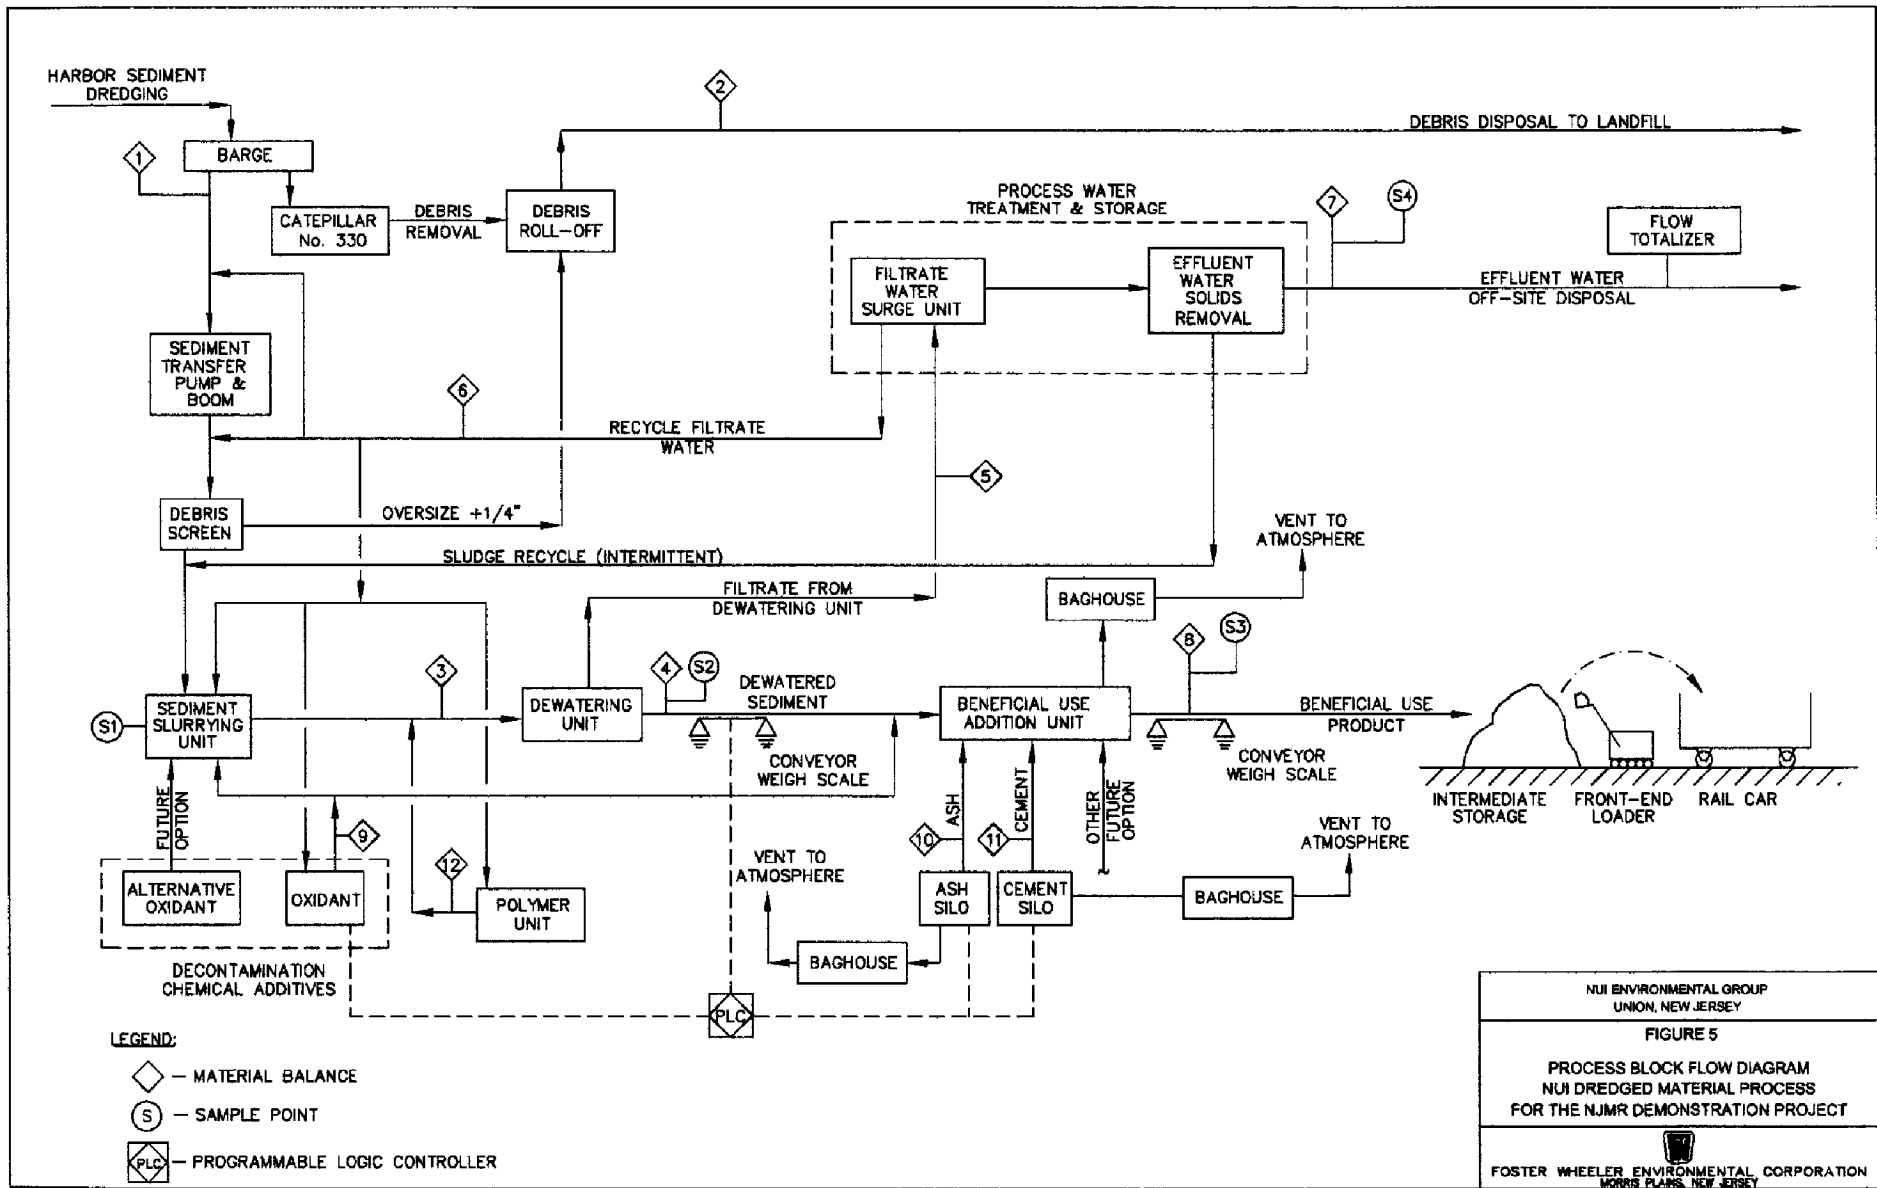 HARBOR SEDIMENT
DREDGING
1
BARGE
CATEPILLAR
No. 330
DEBRIS
REMOVAL
DEBRIS
ROLL-OFF
2
DEBRIS DISPOSAL TO LANDFILL
PROCESS WATER
TREATMENT & STORAGE
FILTRATE
WATER
SURGE UNIT
EFFLUENT
WATER
SOLIDS
REMOVAL
7
S4
FLOW
TOTALIZER
EFFLUENT WATER
OFF-SITE DISPOSAL
SEDIMENT
TRANSFER
PUMP &
BOOM
6
RECYCLE FILTRATE
WATER
5
DEBRIS
SCREEN
OVERSIZE +1/4"
SLUDGE RECYCLE (INTERMITTENT)
FILTRATE FROM
DEWATERING UNIT
VENT TO
ATMOSPHERE
BAGHOUSE
S1
SEDIMENT
SLURRYING
UNIT
3
DEWATERING
UNIT
4
S2
DEWATERED
SEDIMENT
CONVEYOR
WEIGH SCALE
BENEFICIAL USE
ADDITION UNIT
8
S3
CONVEYOR
WEIGH SCALE
BENEFICIAL USE
PRODUCT
INTERMEDIATE
STORAGE
FRONT-END
LOADER
RAIL CAR
FUTURE
OPTION
9
12
ALTERNATIVE
OXIDANT
OXIDANT
POLYMER
UNIT
DECONTAMINATION
CHEMICAL ADDITIVES
ASH
10
CEMENT
11
OTHER
FUTURE
OPTION
ASH
SILO
CEMENT
SILO
VENT TO
ATMOSPHERE
BAGHOUSE
BAGHOUSE
VENT TO
ATMOSPHERE
PLC
LEGEND:
– MATERIAL BALANCE
S – SAMPLE POINT
PLC – PROGRAMMABLE LOGIC CONTROLLER
NUI ENVIRONMENTAL GROUP
UNION, NEW JERSEY
FIGURE 5
PROCESS BLOCK FLOW DIAGRAM
NUI DREDGED MATERIAL PROCESS
FOR THE NJMR DEMONSTRATION PROJECT
FOSTER WHEELER ENVIRONMENTAL CORPORATION
MORRIS PLAINS, NEW JERSEY